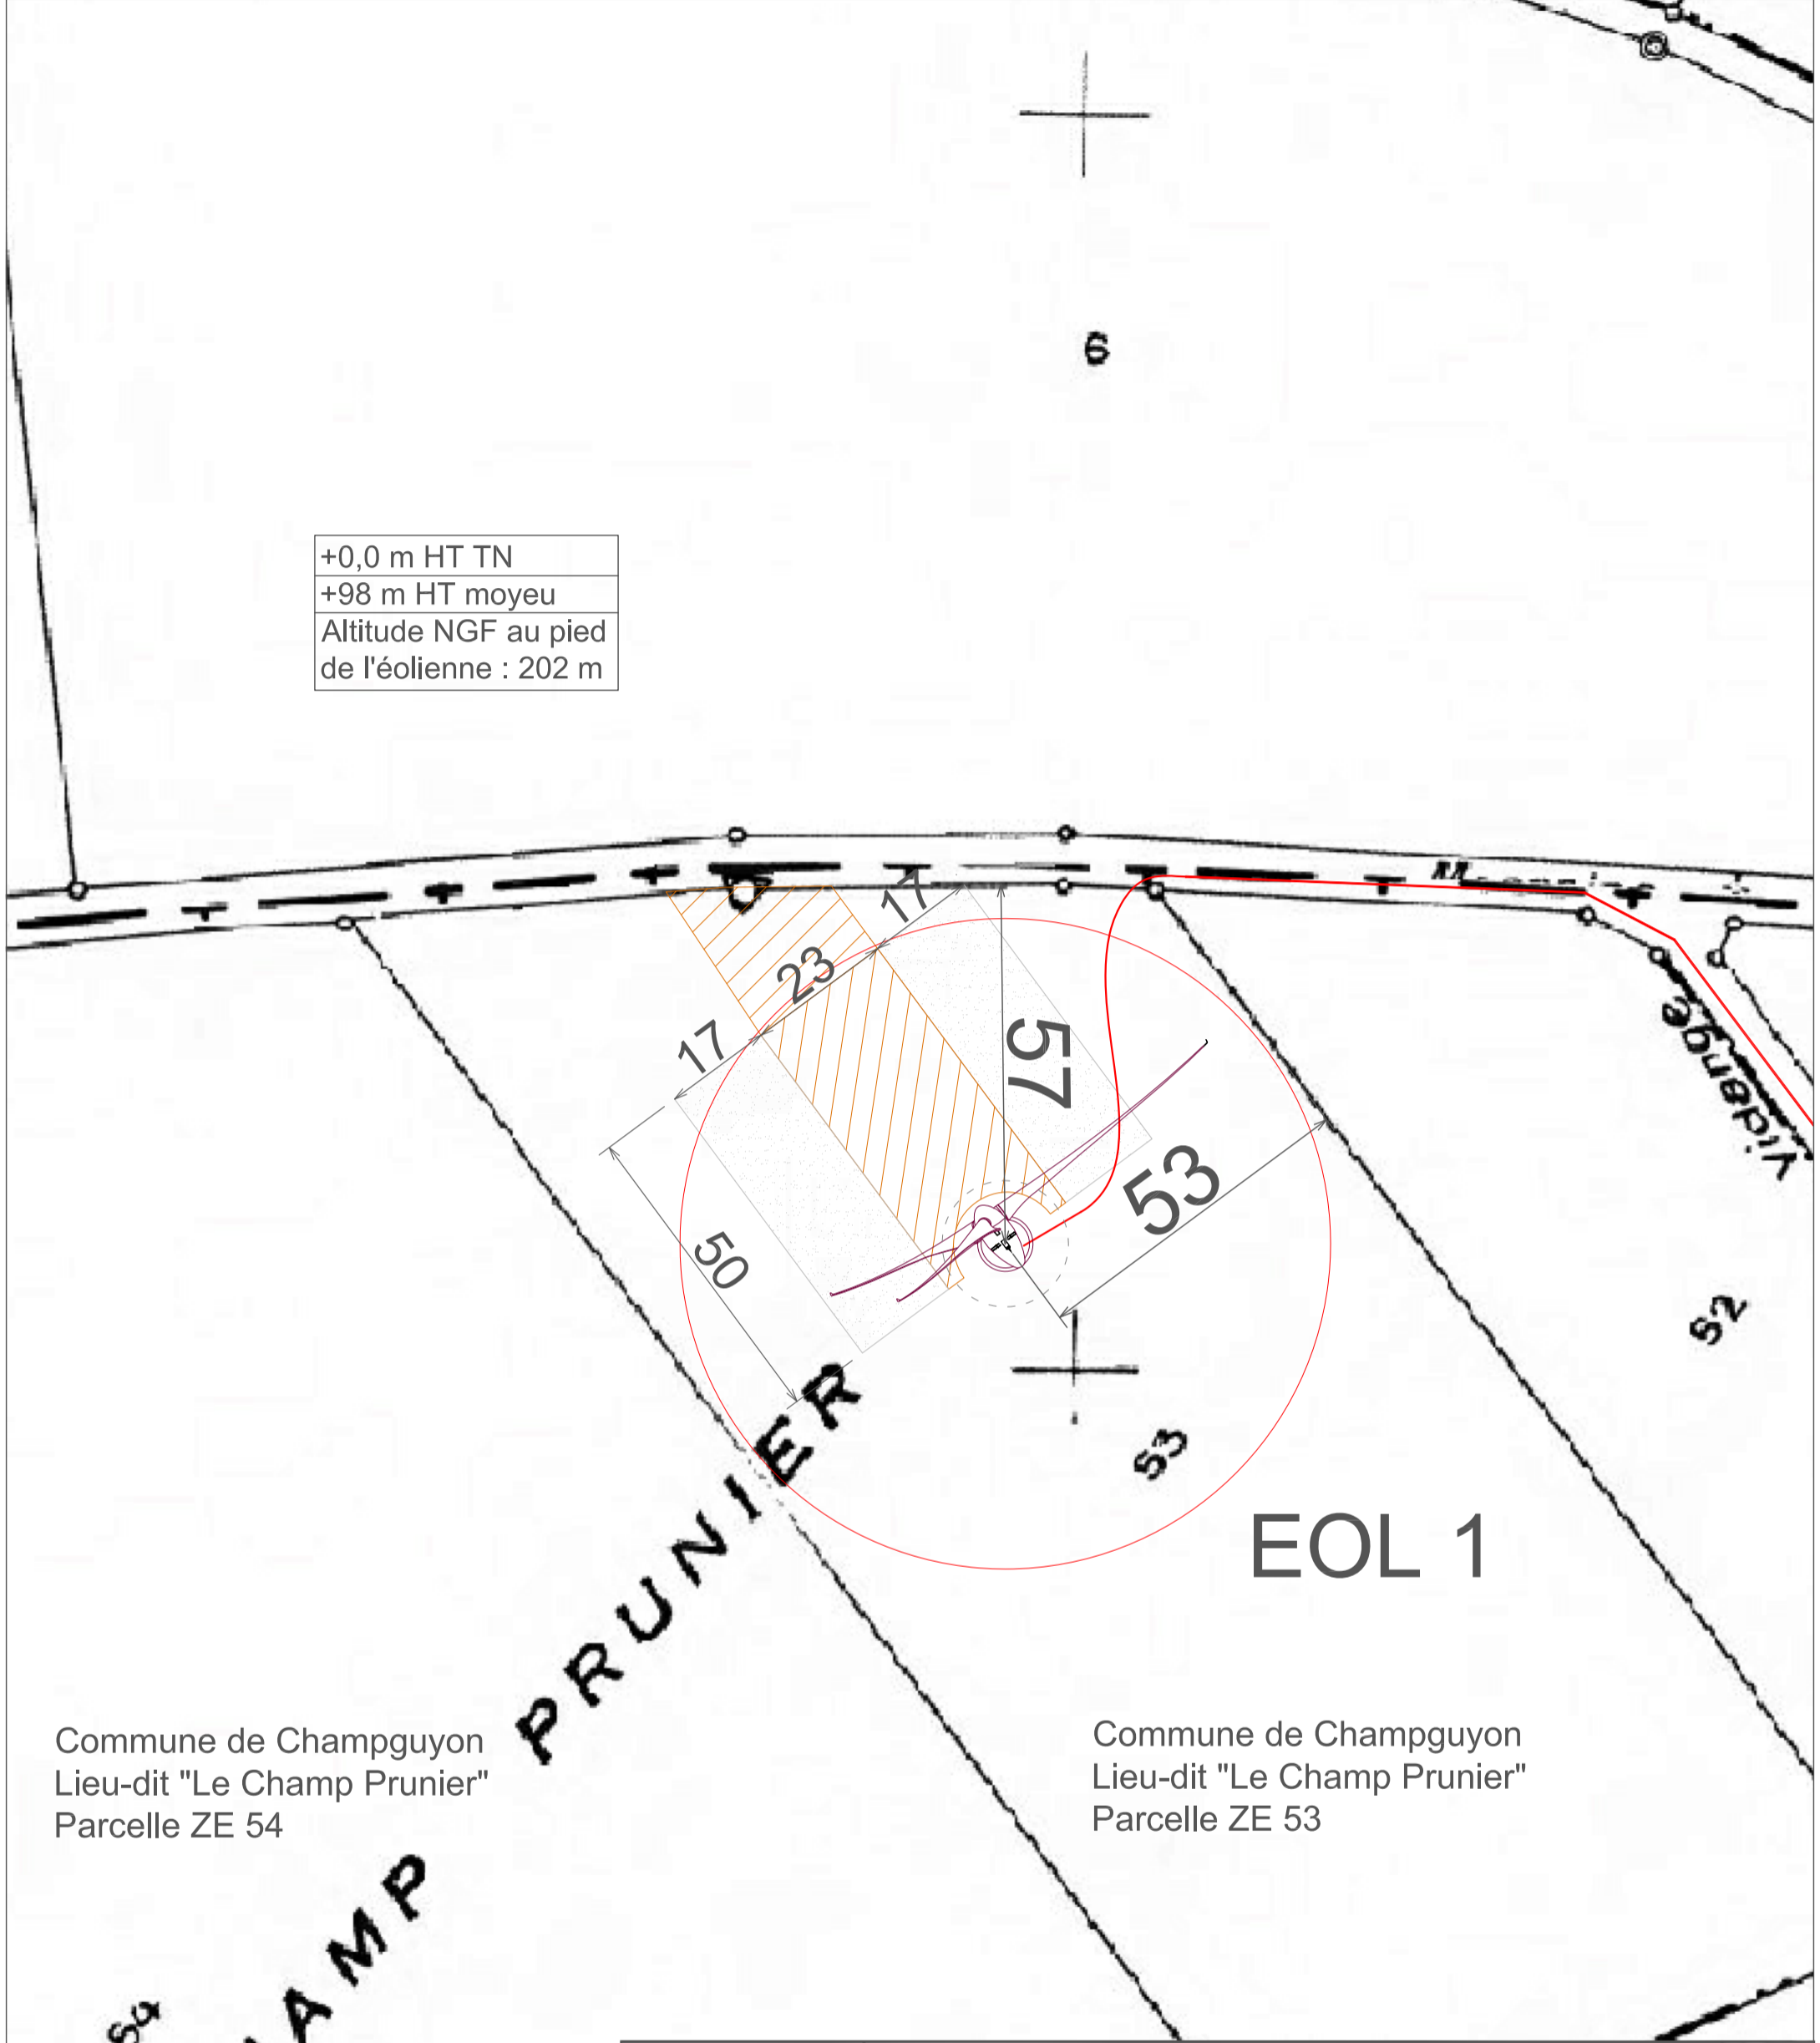 6
+0,0 m HT TN
+98 m HT moyeu
Altitude NGF au pied
de l'éolienne : 202 m
17
23
17
57
53
50
Vidange
52
53
PRUNIER
EOL 1
Commune de Champguyon
Lieu-dit "Le Champ Prunier"
Parcelle ZE 54
Commune de Champguyon
Lieu-dit "Le Champ Prunier"
Parcelle ZE 53
AMP
54